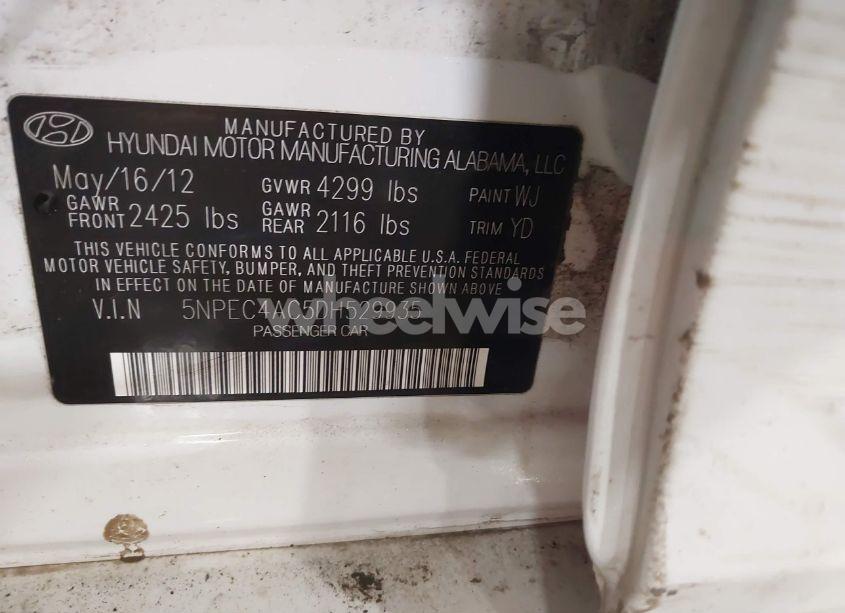 MANUFACTURED BY
HYUNDAI MOTOR MANUFACTURING ALABAMA, LLC
May/16/12 GVWR 4299 lbs PAINT WJ
GAWR FRONT 2425 lbs GAWR REAR 2116 lbs TRIM YD
THIS VEHICLE CONFORMS TO ALL APPLICABLE U.S.A. FEDERAL
MOTOR VEHICLE SAFETY, BUMPER, AND THEFT PREVENTION STANDARDS
IN EFFECT ON THE DATE OF MANUFACTURE SHOWN ABOVE
V.I.N 5NPEC4AC5DH529935
PASSENGER CAR
wheelwise